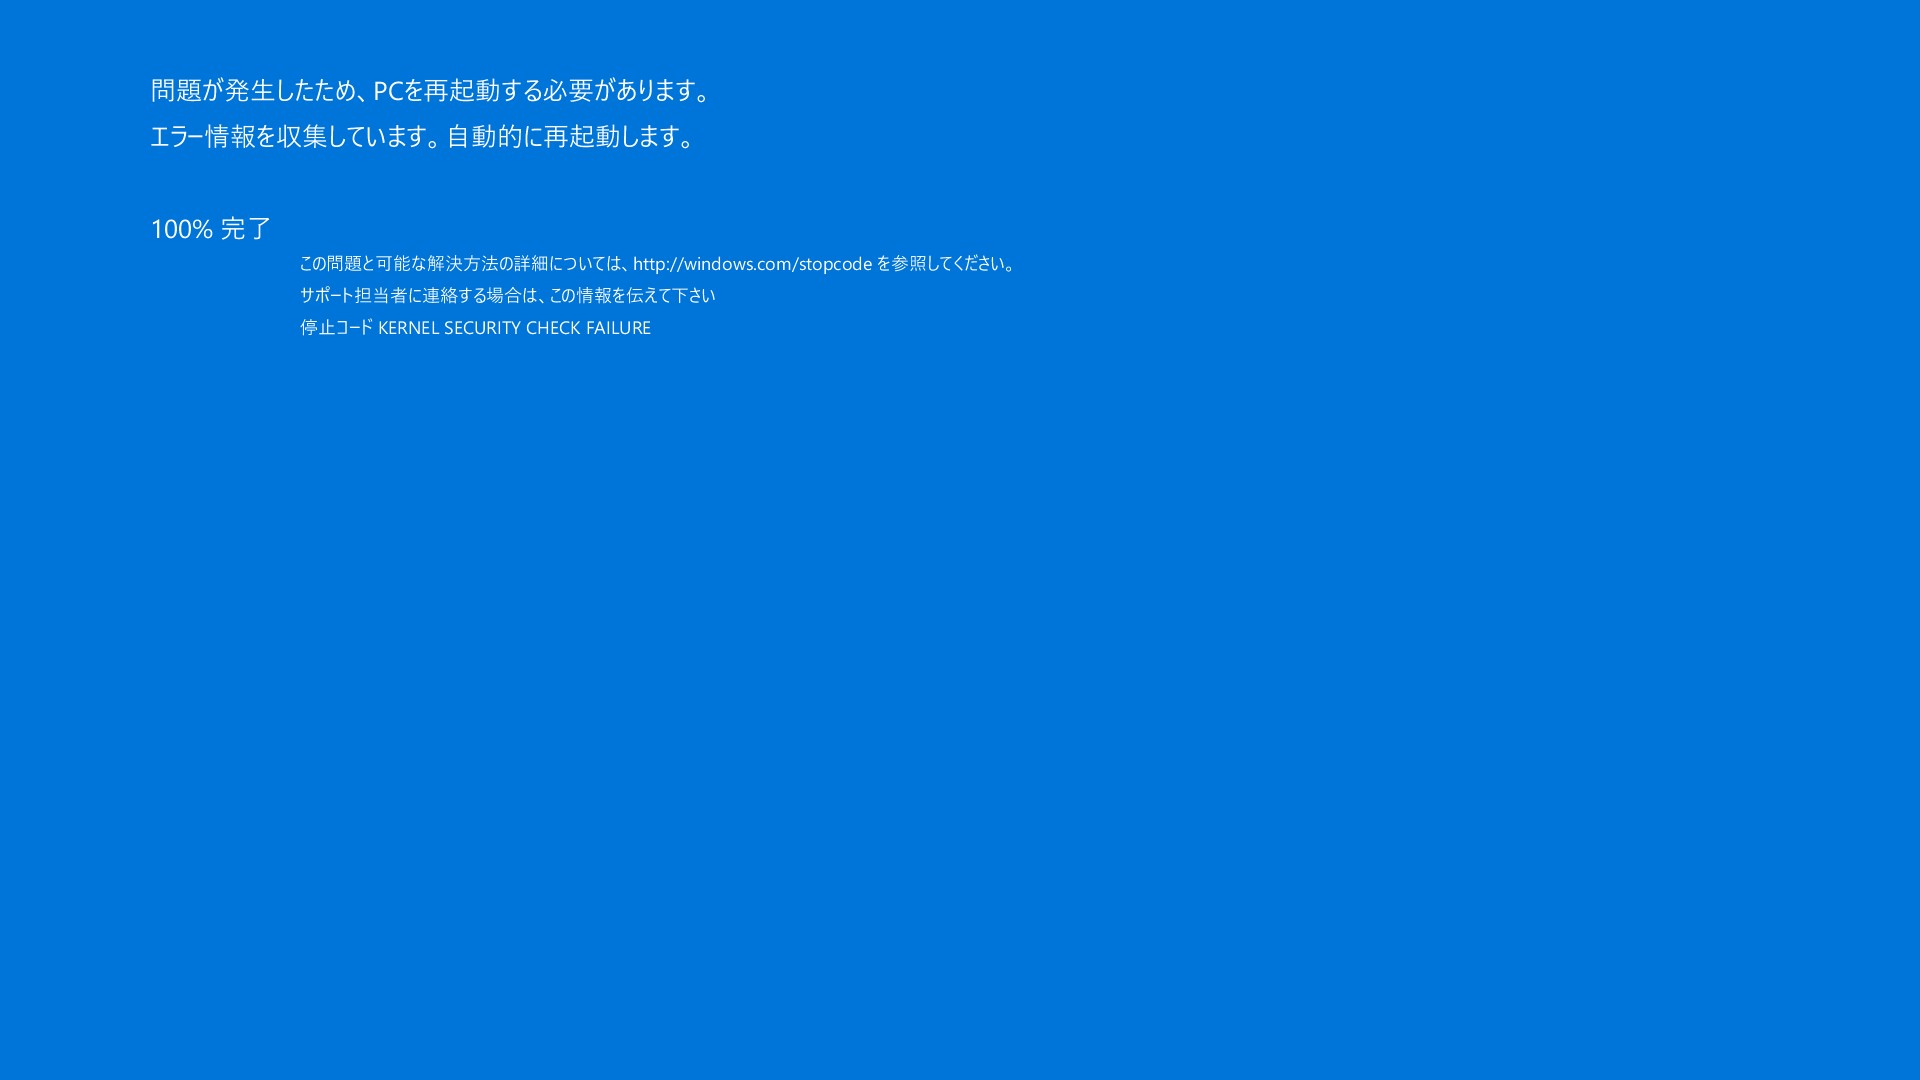 問題が発生したため、PCを再起動する必要があります。
エラー情報を収集しています。自動的に再起動します。
100% 完了
この問題と可能な解決方法の詳細については、http://windows.com/stopcode を参照してください。
サポート担当者に連絡する場合は、この情報を伝えて下さい
停止コード KERNEL SECURITY CHECK FAILURE